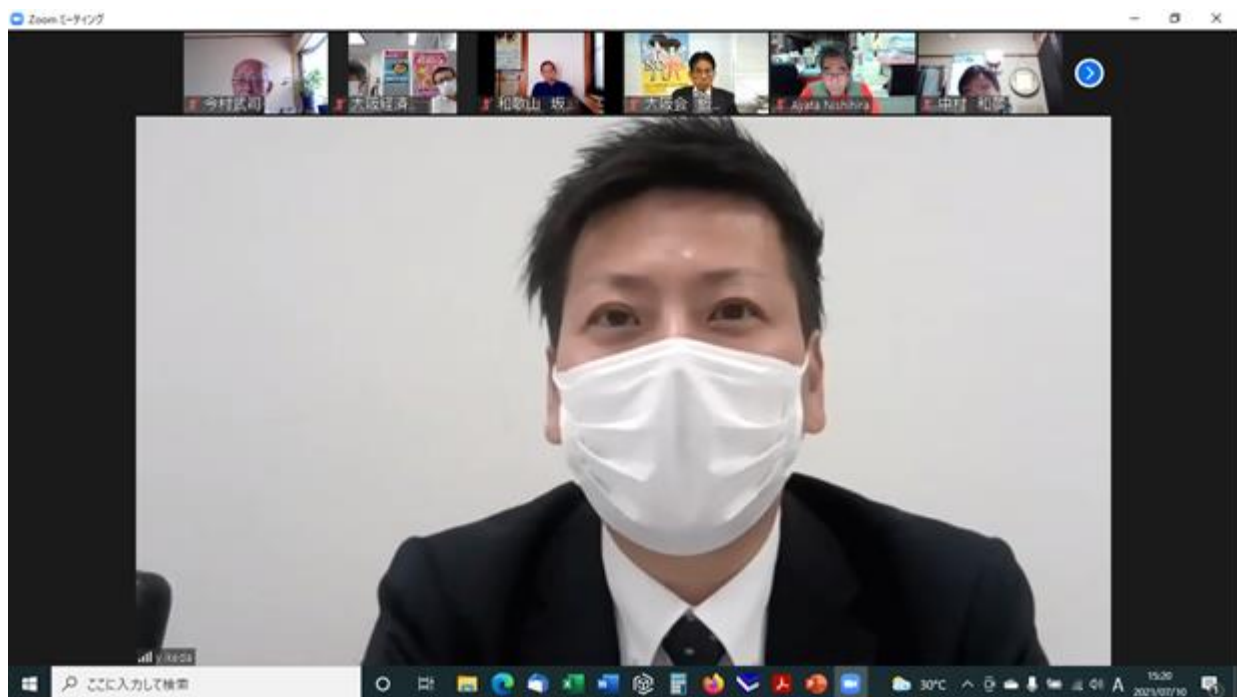 Zoom ミーティング
今村武司
大阪経済...
和歌山 坂...
大阪会 飯...
Ayata Nishihira
中村 和
y.ikeda
ここに入力して検索
30°C
A
15:20
2021/07/10